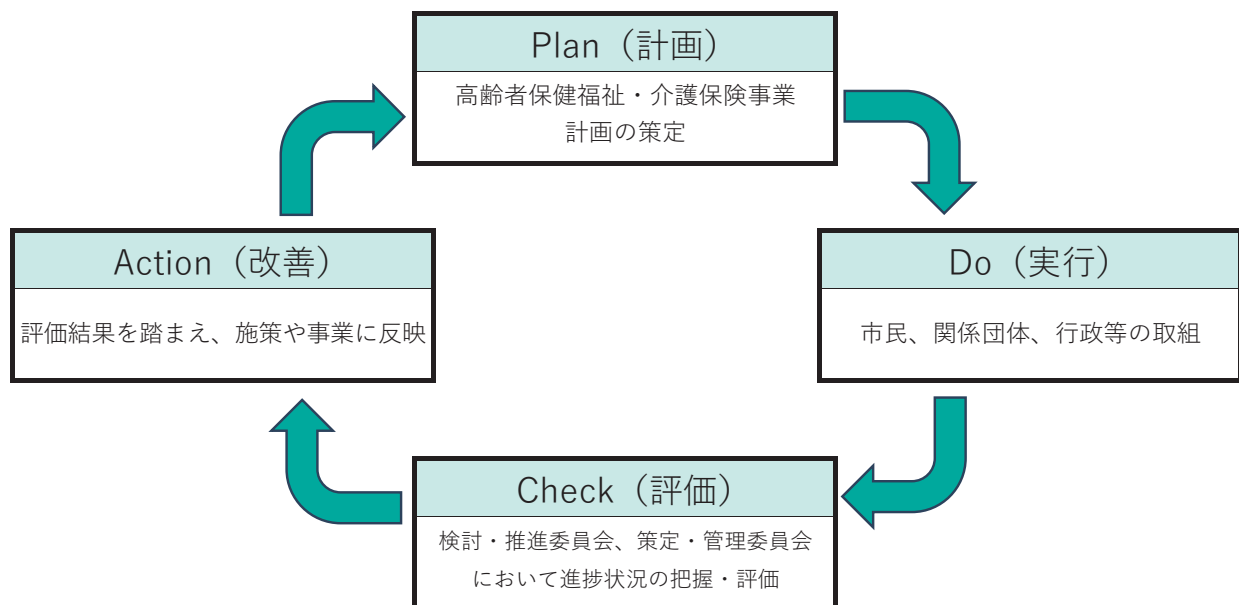 Plan（計画）
高齢者保健福祉・介護保険事業
計画の策定
Action（改善）
評価結果を踏まえ、施策や事業に反映
Do（実行）
市民、関係団体、行政等の取組
Check（評価）
検討・推進委員会、策定・管理委員会
において進捗状況の把握・評価